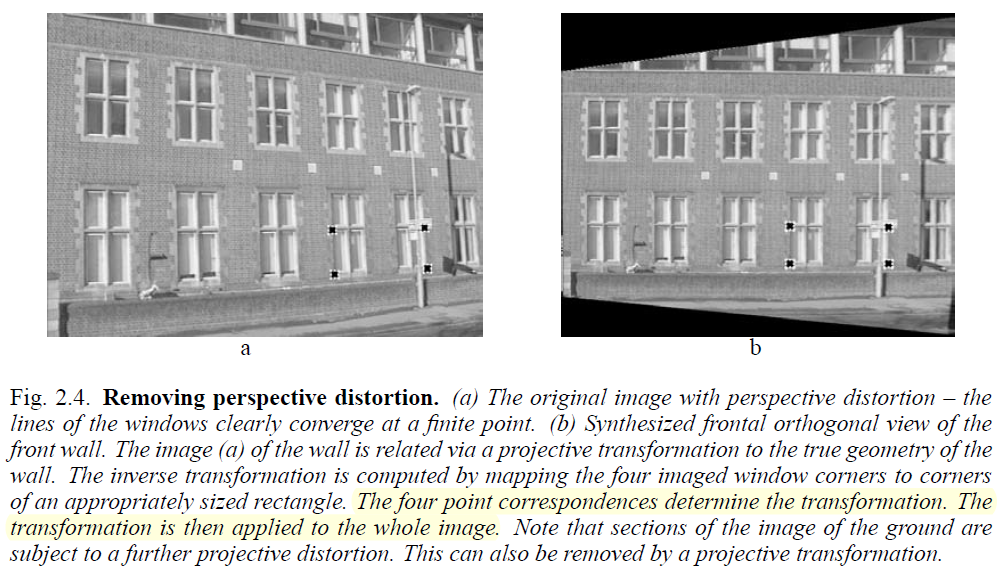 a
b
Fig. 2.4. Removing perspective distortion. (a) The original image with perspective distortion – the
lines of the windows clearly converge at a finite point. (b) Synthesized frontal orthogonal view of the
front wall. The image (a) of the wall is related via a projective transformation to the true geometry of the
wall. The inverse transformation is computed by mapping the four imaged window corners to corners
of an appropriately sized rectangle. The four point correspondences determine the transformation. The
transformation is then applied to the whole image. Note that sections of the image of the ground are
subject to a further projective distortion. This can also be removed by a projective transformation.